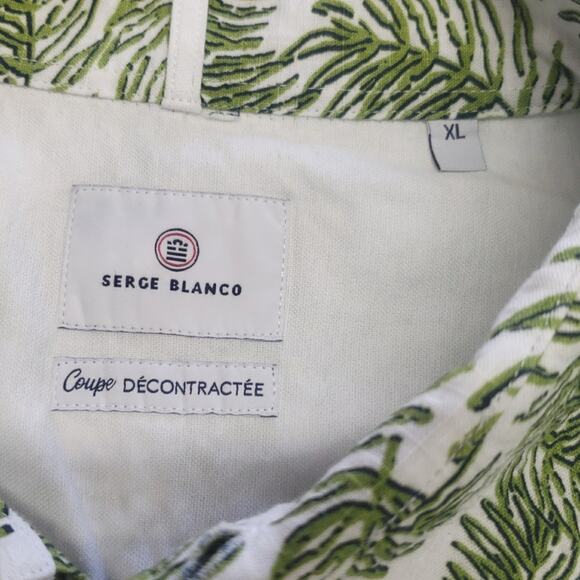 XL
SERGE BLANCO
Coupe DÉCONTRACTÉE